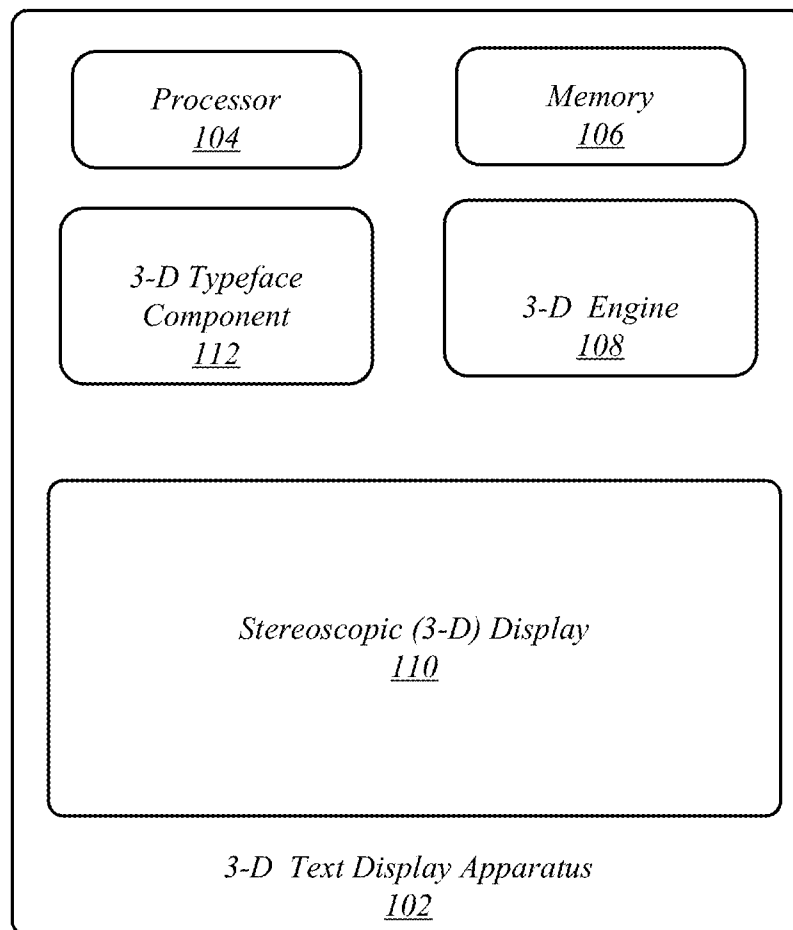 Processor
104
Memory
106
3-D Typeface
Component
112
3-D Engine
108
Stereoscopic (3-D) Display
110
3-D Text Display Apparatus
102